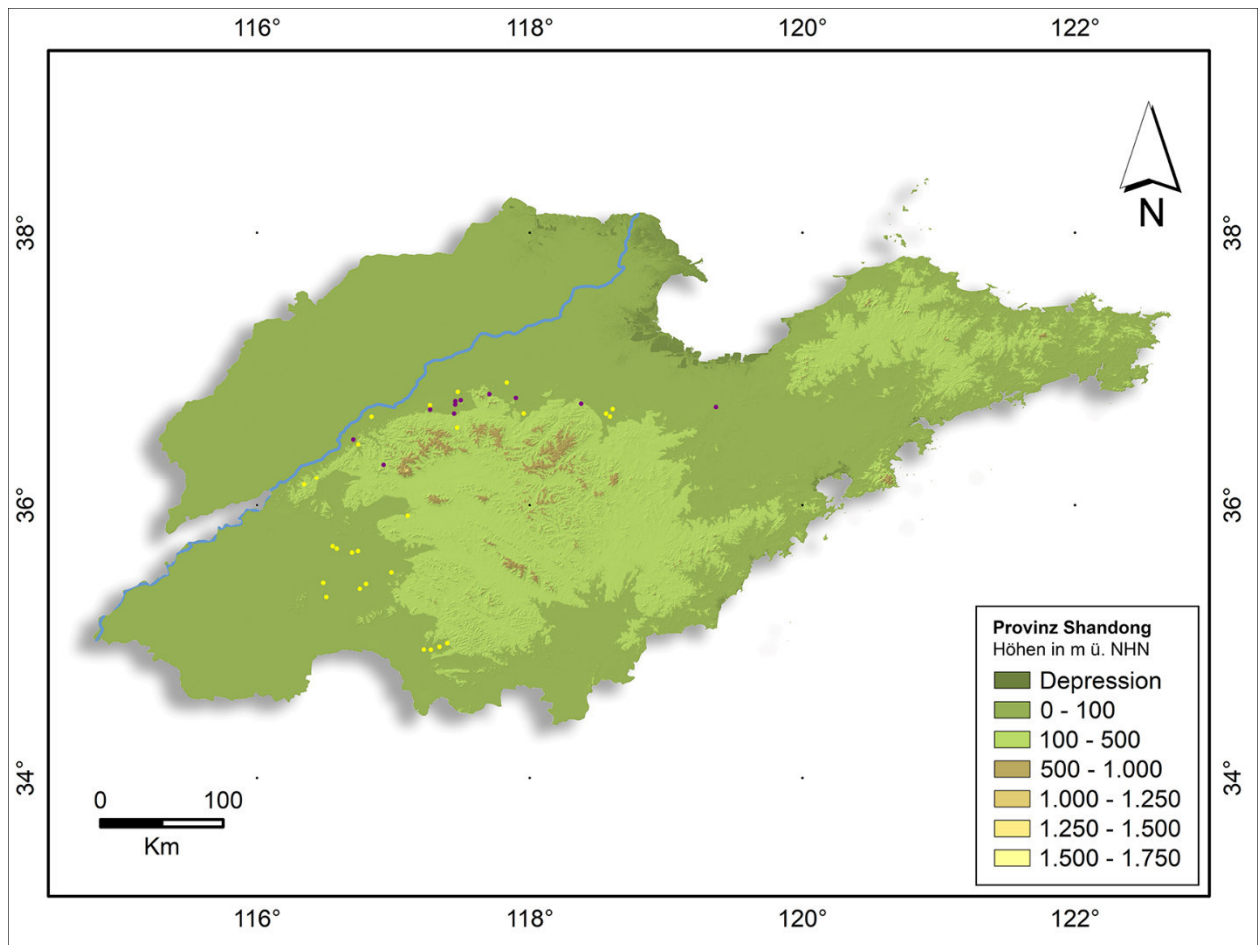 116° 118° 120° 122°
N
38° 38°
36° 36°
34° 34°
Provinz Shandong
Höhen in m ü. NHN
Depression
0 - 100
100 - 500
500 - 1.000
1.000 - 1.250
1.250 - 1.500
1.500 - 1.750
0 100
Km
116° 118° 120° 122°